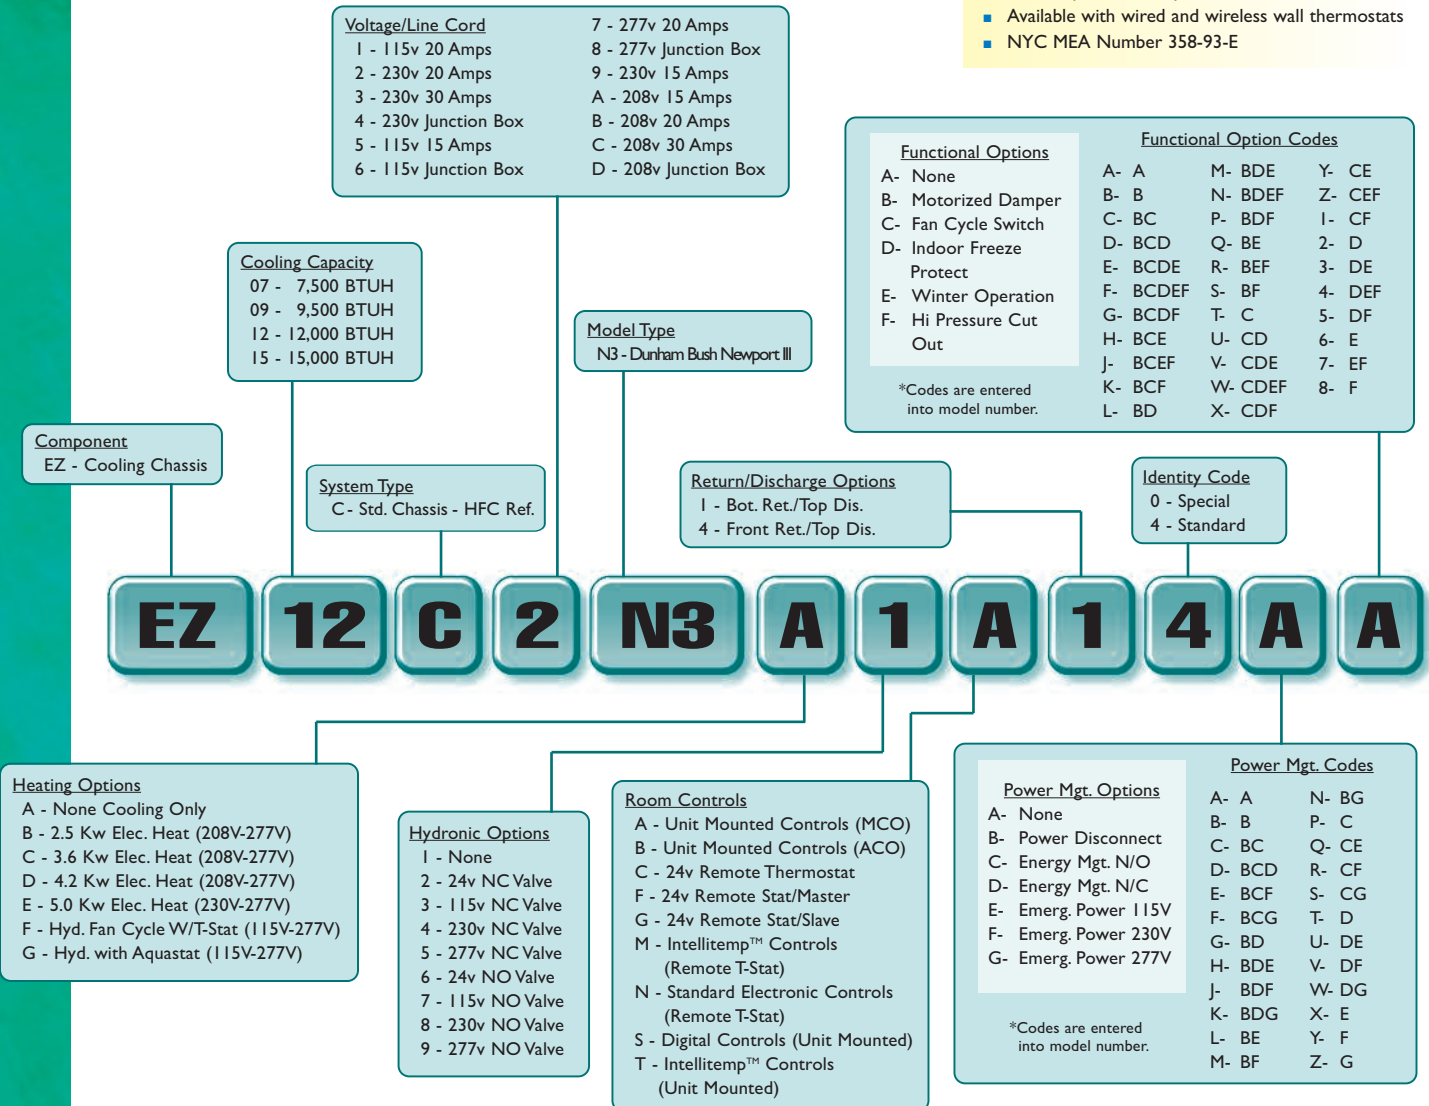 Available with wired and wireless wall thermostats
NYC MEA Number 358-93-E
Voltage/Line Cord
1 - 115v 20 Amps
2 - 230v 20 Amps
3 - 230v 30 Amps
4 - 230v Junction Box
5 - 115v 15 Amps
6 - 115v Junction Box
7 - 277v 20 Amps
8 - 277v Junction Box
9 - 230v 15 Amps
A - 208v 15 Amps
B - 208v 20 Amps
C - 208v 30 Amps
D - 208v Junction Box
Functional Options
A- None
B- Motorized Damper
C- Fan Cycle Switch
D- Indoor Freeze
Protect
E- Winter Operation
F- Hi Pressure Cut
Out
*Codes are entered
into model number.
Functional Option Codes
A- A
B- B
C- BC
D- BCD
E- BCDE
F- BCDEF
G- BCDF
H- BCE
J- BCEF
K- BCF
L- BD
M- BDE
N- BDEF
P- BDF
Q- BE
R- BEF
S- BF
T- C
U- CD
V- CDE
W- CDEF
X- CDF
Y- CE
Z- CEF
1- CF
2- D
3- DE
4- DEF
5- DF
6- E
7- EF
8- F
Cooling Capacity
07 - 7,500 BTUH
09 - 9,500 BTUH
12 - 12,000 BTUH
15 - 15,000 BTUH
Model Type
N3 - Dunham Bush Newport III
Component
EZ - Cooling Chassis
System Type
C - Std. Chassis - HFC Ref.
Return/Discharge Options
1 - Bot. Ret./Top Dis.
4 - Front Ret./Top Dis.
Identity Code
0 - Special
4 - Standard
EZ 12 C 2 N3 A 1 A 1 4 A A
Heating Options
A - None Cooling Only
B - 2.5 Kw Elec. Heat (208V-277V)
C - 3.6 Kw Elec. Heat (208V-277V)
D - 4.2 Kw Elec. Heat (208V-277V)
E - 5.0 Kw Elec. Heat (230V-277V)
F - Hyd. Fan Cycle W/T-Stat (115V-277V)
G - Hyd. with Aquastat (115V-277V)
Hydronic Options
1 - None
2 - 24v NC Valve
3 - 115v NC Valve
4 - 230v NC Valve
5 - 277v NC Valve
6 - 24v NO Valve
7 - 115v NO Valve
8 - 230v NO Valve
9 - 277v NO Valve
Room Controls
A - Unit Mounted Controls (MCO)
B - Unit Mounted Controls (ACO)
C - 24v Remote Thermostat
F - 24v Remote Stat/Master
G - 24v Remote Stat/Slave
M - Intellitemp™ Controls
(Remote T-Stat)
N - Standard Electronic Controls
(Remote T-Stat)
S - Digital Controls (Unit Mounted)
T - Intellitemp™ Controls
(Unit Mounted)
Power Mgt. Options
A- None
B- Power Disconnect
C- Energy Mgt. N/O
D- Energy Mgt. N/C
E- Emerg. Power 115V
F- Emerg. Power 230V
G- Emerg. Power 277V
*Codes are entered
into model number.
Power Mgt. Codes
A- A
B- B
C- BC
D- BCD
E- BCF
F- BCG
G- BD
H- BDE
J- BDF
K- BDG
L- BE
M- BF
N- BG
P- C
Q- CE
R- CF
S- CG
T- D
U- DE
V- DF
W- DG
X- E
Y- F
Z- G